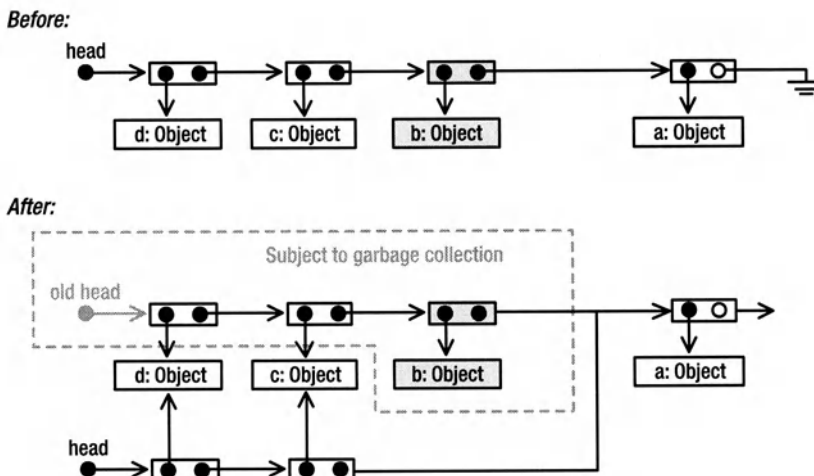 Before:
head
d: Object
c: Object
b: Object
a: Object
After:
Subject to garbage collection
old head
d: Object
c: Object
b: Object
a: Object
head